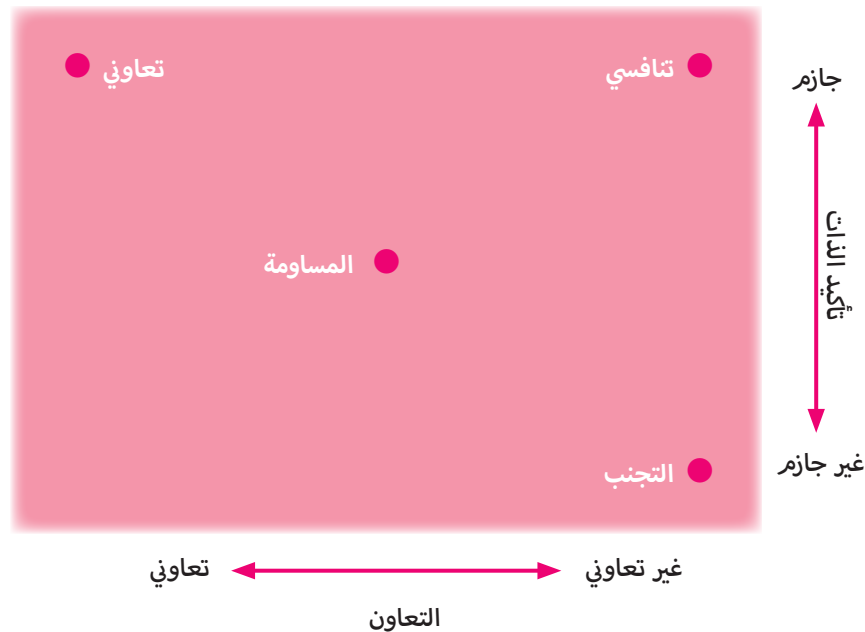 جازم
تنافسي
تعاوني
تأكيد الذات
المساومة
غير جازم
التجنب
غير تعاوني
تعاوني
التعاون